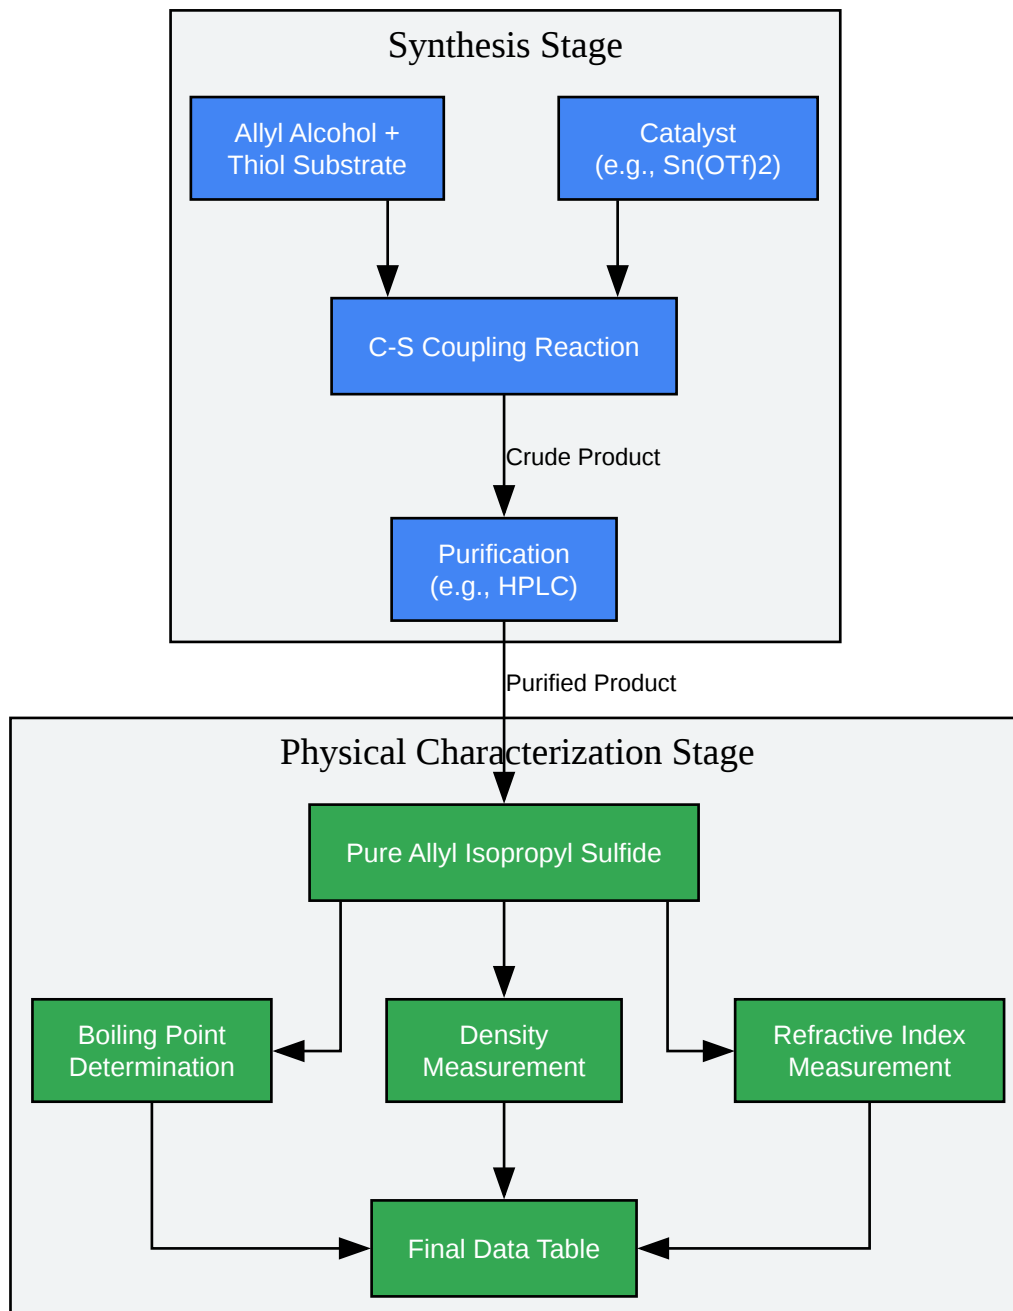 Synthesis Stage
Allyl Alcohol +
Thiol Substrate
Catalyst
(e.g., Sn(OTf)2)
C-S Coupling Reaction
Crude Product
Purification
(e.g., HPLC)
Purified Product
Physical Characterization Stage
Pure Allyl Isopropyl Sulfide
Boiling Point
Determination
Density
Measurement
Refractive Index
Measurement
Final Data Table